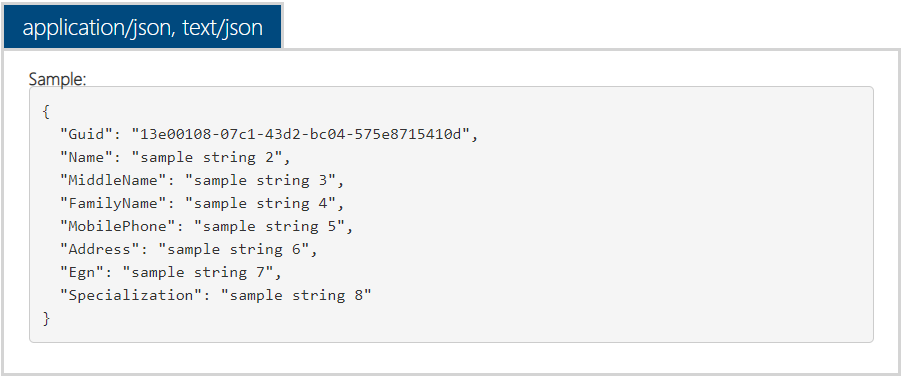 application/json, text/json
Sample:
{
"Guid": "13e00108-07c1-43d2-bc04-575e8715410d",
"Name": "sample string 2",
"MiddleName": "sample string 3",
"FamilyName": "sample string 4",
"MobilePhone": "sample string 5",
"Address": "sample string 6",
"Egn": "sample string 7",
"Specialization": "sample string 8"
}